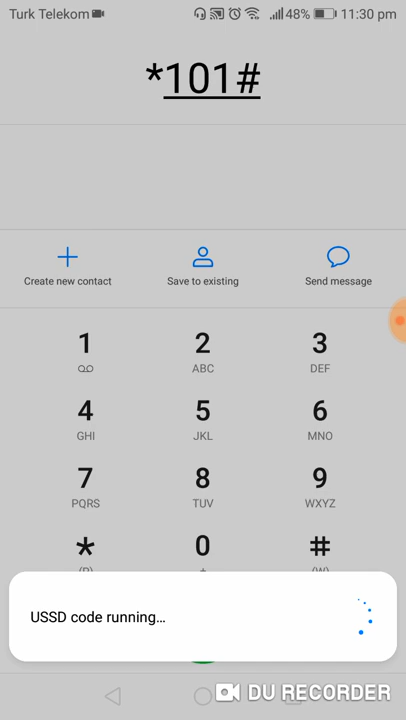 Turk Telekom 48% 11:30 pm
*101#
Create new contact Save to existing Send message
1 2 3
ABC DEF
4 5 6
GHI JKL MNO
7 8 9
PQRS TUV WXYZ
* 0 #
(P) + (W)
USSD code running...
DU RECORDER